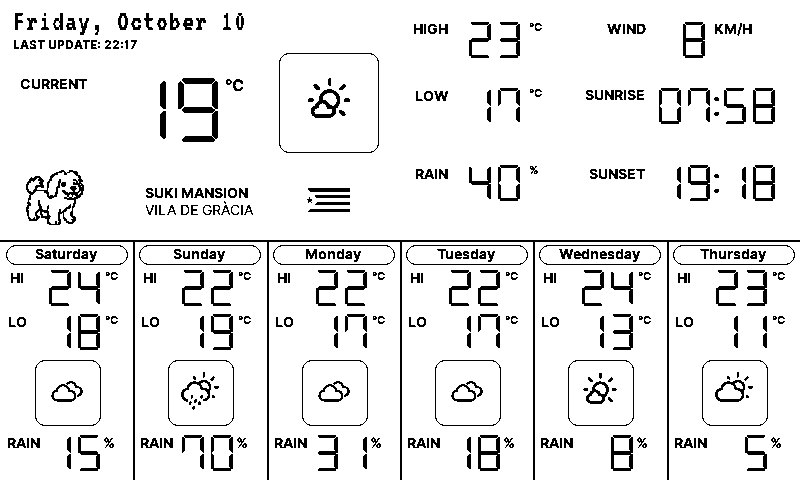 Friday, October 10
LAST UPDATE: 22:17
CURRENT 19 °C
HIGH 23 °C
WIND 8 KM/H
LOW 17 °C
SUNRISE 07:58
RAIN 40 %
SUNSET 19:18
SUKI MANSION
VILA DE GRÀCIA
Saturday
HI 24 °C
LO 18 °C
RAIN 15 %
Sunday
HI 22 °C
LO 19 °C
RAIN 70 %
Monday
HI 22 °C
LO 17 °C
RAIN 31 %
Tuesday
HI 22 °C
LO 17 °C
RAIN 18 %
Wednesday
HI 24 °C
LO 13 °C
RAIN 8 %
Thursday
HI 23 °C
LO 11 °C
RAIN 5 %